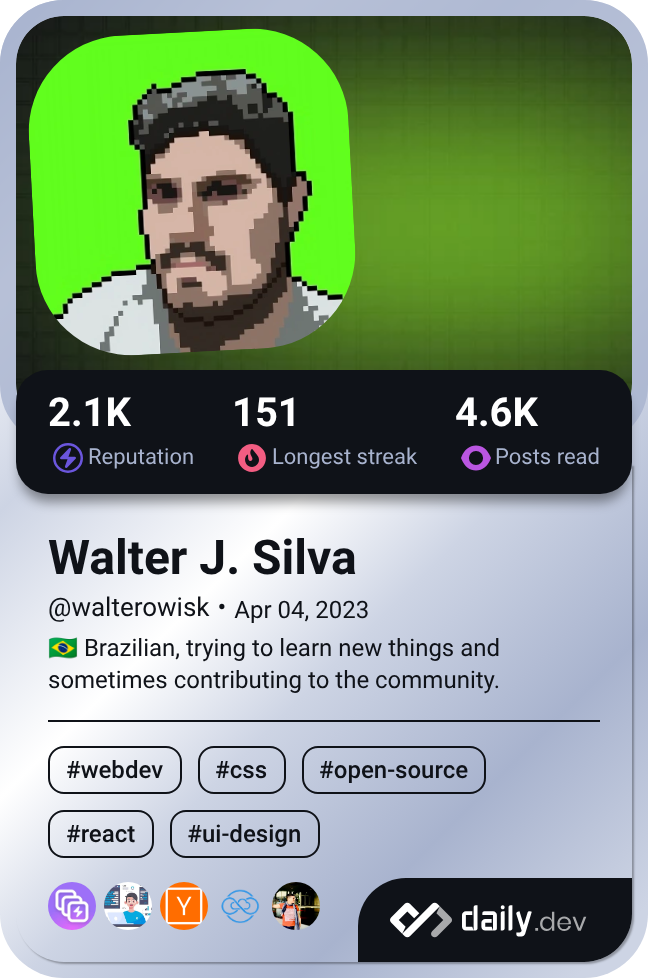 2.1K 151 4.6K
Reputation Longest streak Posts read
Walter J. Silva
@walterowisk • Apr 04, 2023
🇧🇷 Brazilian, trying to learn new things and
sometimes contributing to the community.
#webdev #css #open-source
#react #ui-design
Y
daily.dev